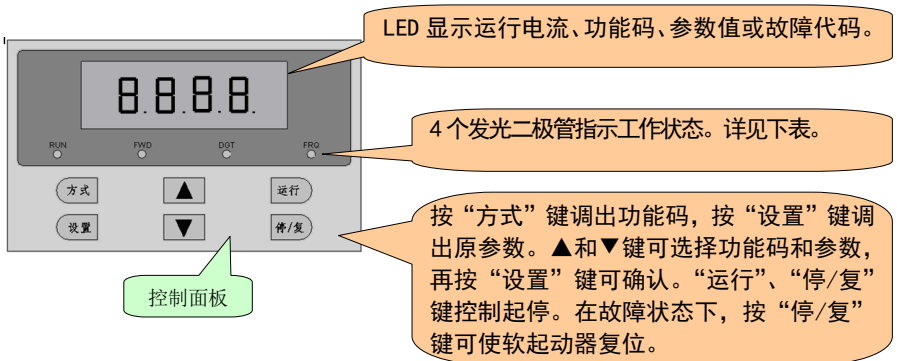 LED 显示运行电流、功能码、参数值或故障代码。
8.8.8.8.
RUN FWD DGT FRQ
4 个发光二极管指示工作状态。详见下表。
方式 ▲ 运行
设置 ▼ 停/复
按“方式”键调出功能码，按“设置”键调
出原参数。▲和▼键可选择功能码和参数，
再按“设置”键可确认。“运行”、“停/复”
键控制起停。在故障状态下，按“停/复”
键可使软起动器复位。
控制面板